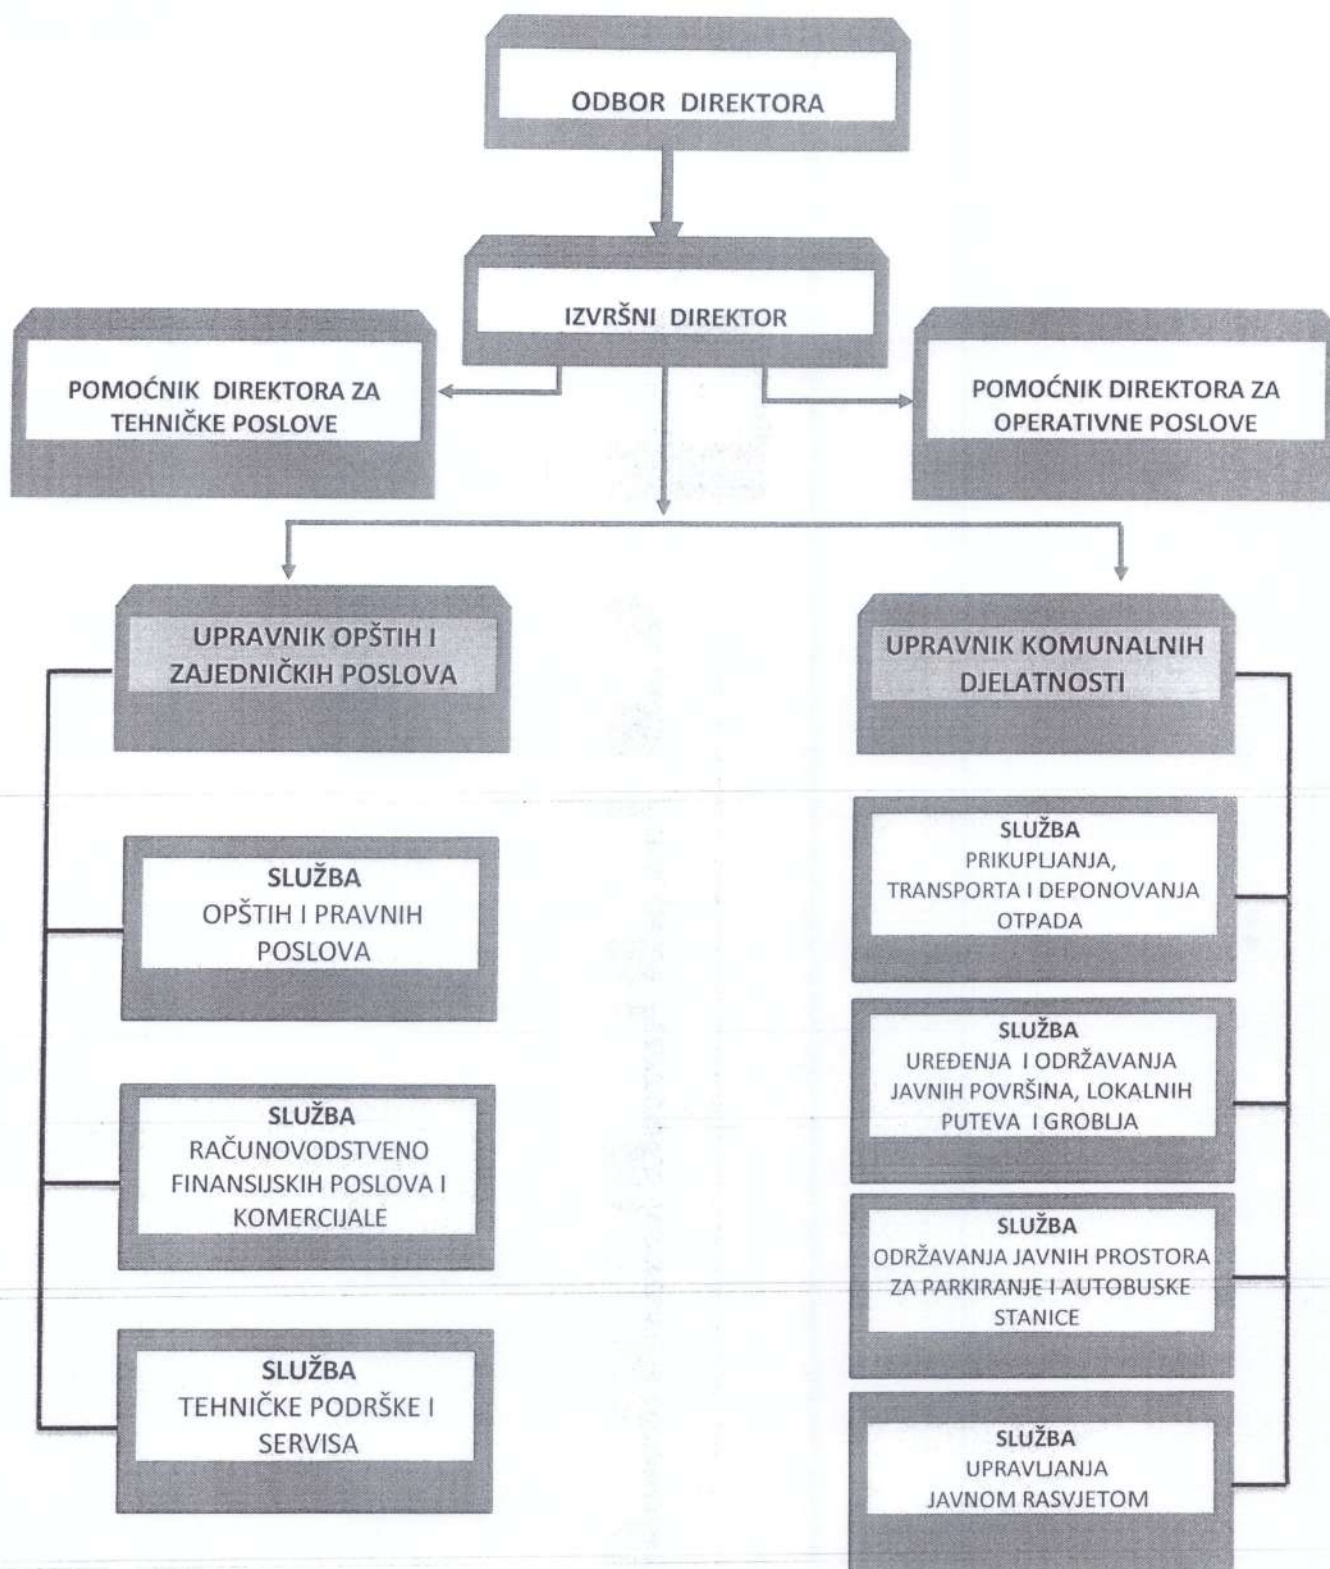 ODBOR DIREKTORA
IZVRŠNI DIREKTOR
POMOĆNIK DIREKTORA ZA
TEHNIČKE POSLOVE
POMOĆNIK DIREKTORA ZA
OPERATIVNE POSLOVE
UPRAVNIK OPŠTIH I
ZAJEDNIČKIH POSLOVA
SLUŽBA
OPŠTIH I PRAVNIH
POSLOVA
SLUŽBA
RAČUNOVODSTVENO
FINANSIJSKIH POSLOVA I
KOMERCIJALE
SLUŽBA
TEHNIČKE PODRŠKE I
SERVISA
UPRAVNIK KOMUNALNIH
DJELATNOSTI
SLUŽBA
PRIKUPLJANJA,
TRANSPORTA I DEPONOVANJA
OTPADA
SLUŽBA
UREĐENJA I ODRŽAVANJA
JAVNIH POVRŠINA, LOKALNIH
PUTEVA I GROBLJA
SLUŽBA
ODRŽAVANJA JAVNIH PROSTORA
ZA PARKIRANJE I AUTOBUSKE
STANICE
SLUŽBA
UPRAVLJANJA
JAVNOM RASVJETOM